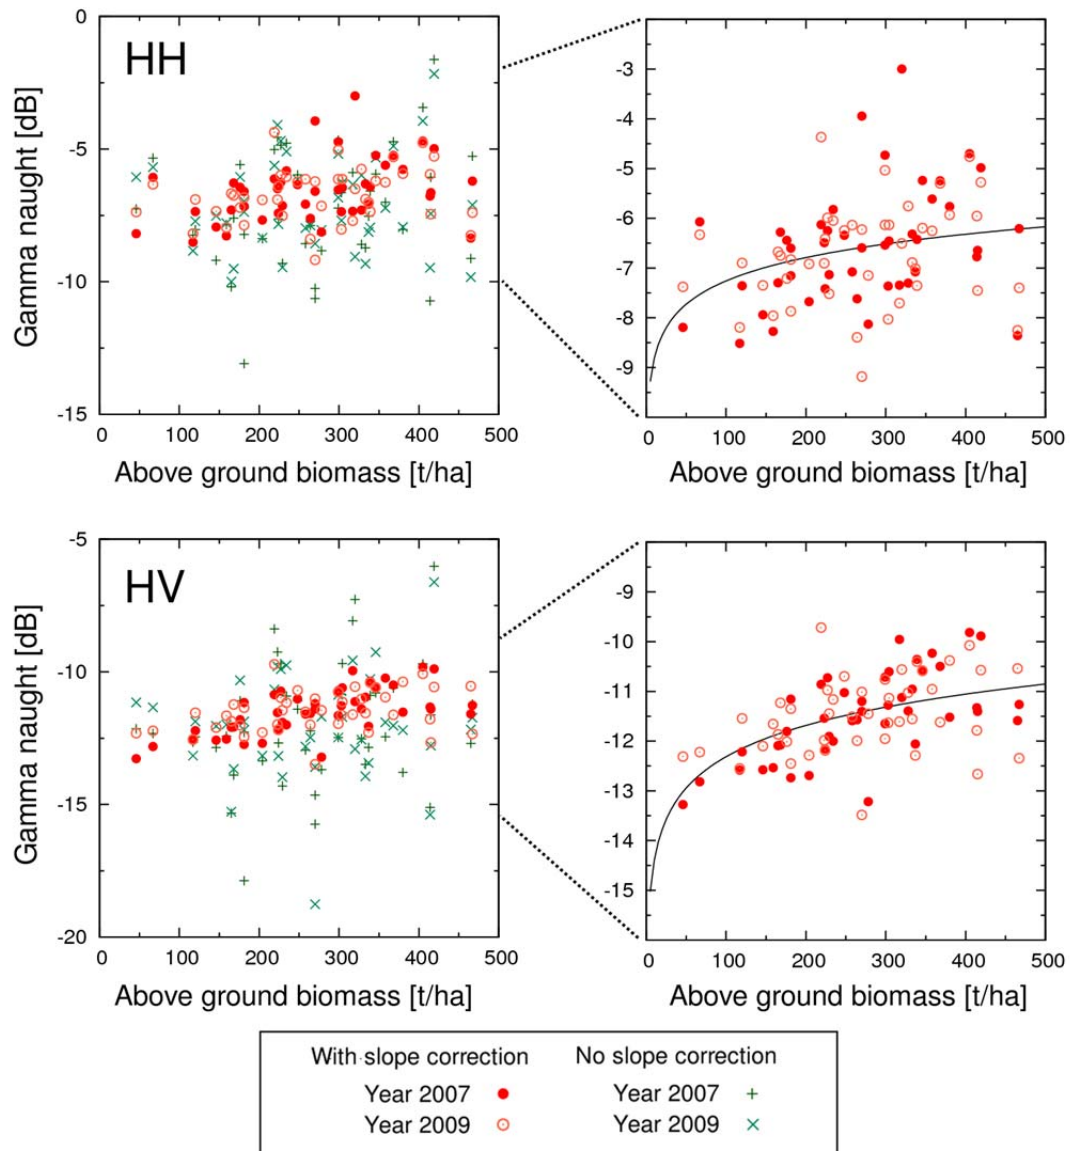 HH
Gamma naught [dB]
0
-5
-10
-15
0 100 200 300 400 500
Above ground biomass [t/ha]
-3
-4
-5
-6
-7
-8
-9
0 100 200 300 400 500
Above ground biomass [t/ha]
HV
Gamma naught [dB]
-5
-10
-15
-20
0 100 200 300 400 500
Above ground biomass [t/ha]
-9
-10
-11
-12
-13
-14
-15
0 100 200 300 400 500
Above ground biomass [t/ha]
With slope correction No slope correction
Year 2007 Year 2007
Year 2009 Year 2009